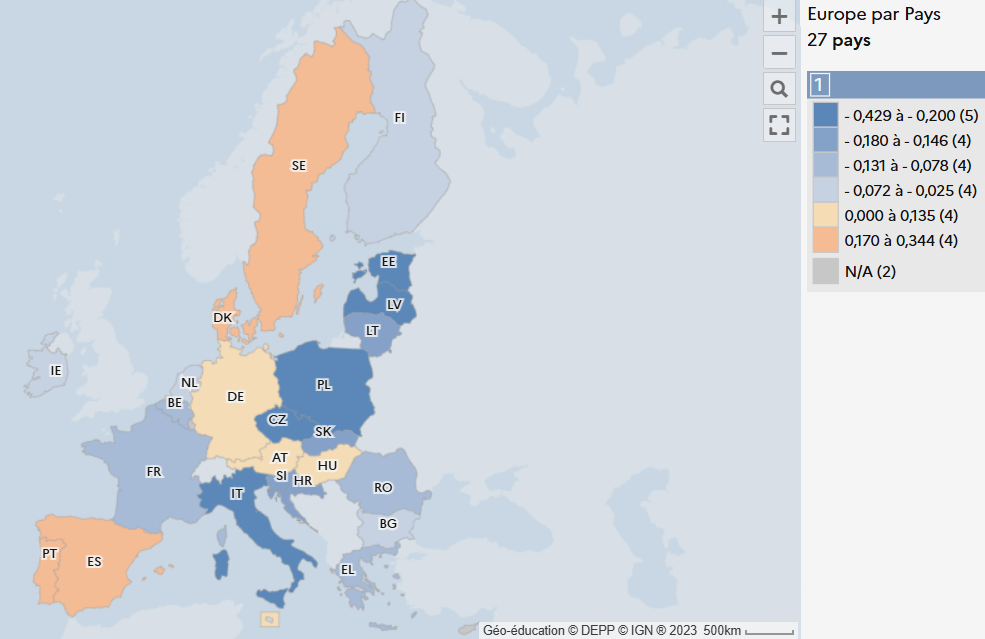 Europe par Pays
27 pays
1
- 0,429 à - 0,200 (5)
- 0,180 à - 0,146 (4)
- 0,131 à - 0,078 (4)
- 0,072 à - 0,025 (4)
0,000 à 0,135 (4)
0,170 à 0,344 (4)
N/A (2)
FI
SE
EE
LV
DK
LT
IE
NL
PL
DE
BE
CZ
SK
AT
HU
FR
SI
HR
RO
IT
BG
PT
ES
EL
Géo-éducation © DEPP © IGN ® 2023 500km